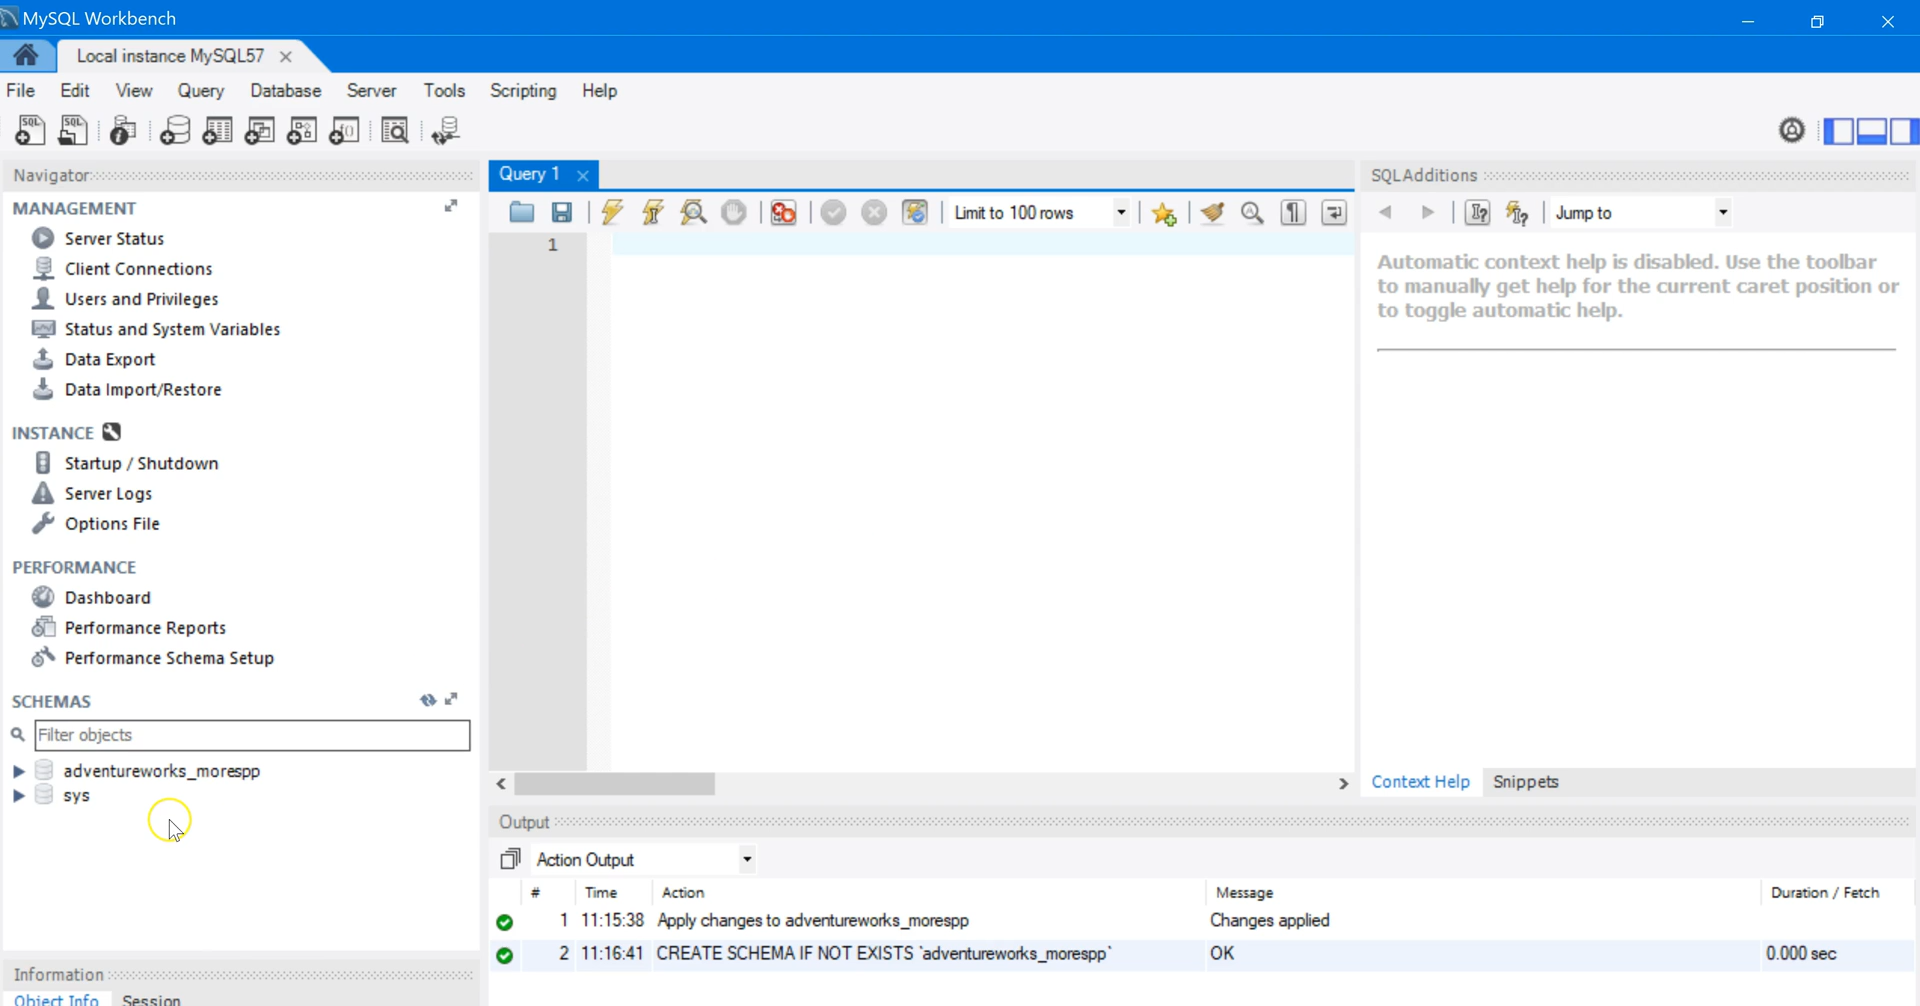 MySQL Workbench
Local instance MySQL57
File Edit View Query Database Server Tools Scripting Help
SQL SQL
Navigator
MANAGEMENT
Server Status
Client Connections
Users and Privileges
Status and System Variables
Data Export
Data Import/Restore
INSTANCE
Startup / Shutdown
Server Logs
Options File
PERFORMANCE
Dashboard
Performance Reports
Performance Schema Setup
SCHEMAS
Filter objects
adventureworks_morespp
sys
Information
Object Info Session
Query 1
Limit to 100 rows
1
SQLAdditions
Jump to
Automatic context help is disabled. Use the toolbar
to manually get help for the current caret position or
to toggle automatic help.
Context Help Snippets
Output
Action Output
# Time Action Message Duration / Fetch
1 11:15:38 Apply changes to adventureworks_morespp Changes applied
2 11:16:41 CREATE SCHEMA IF NOT EXISTS `adventureworks_morespp` OK 0.000 sec